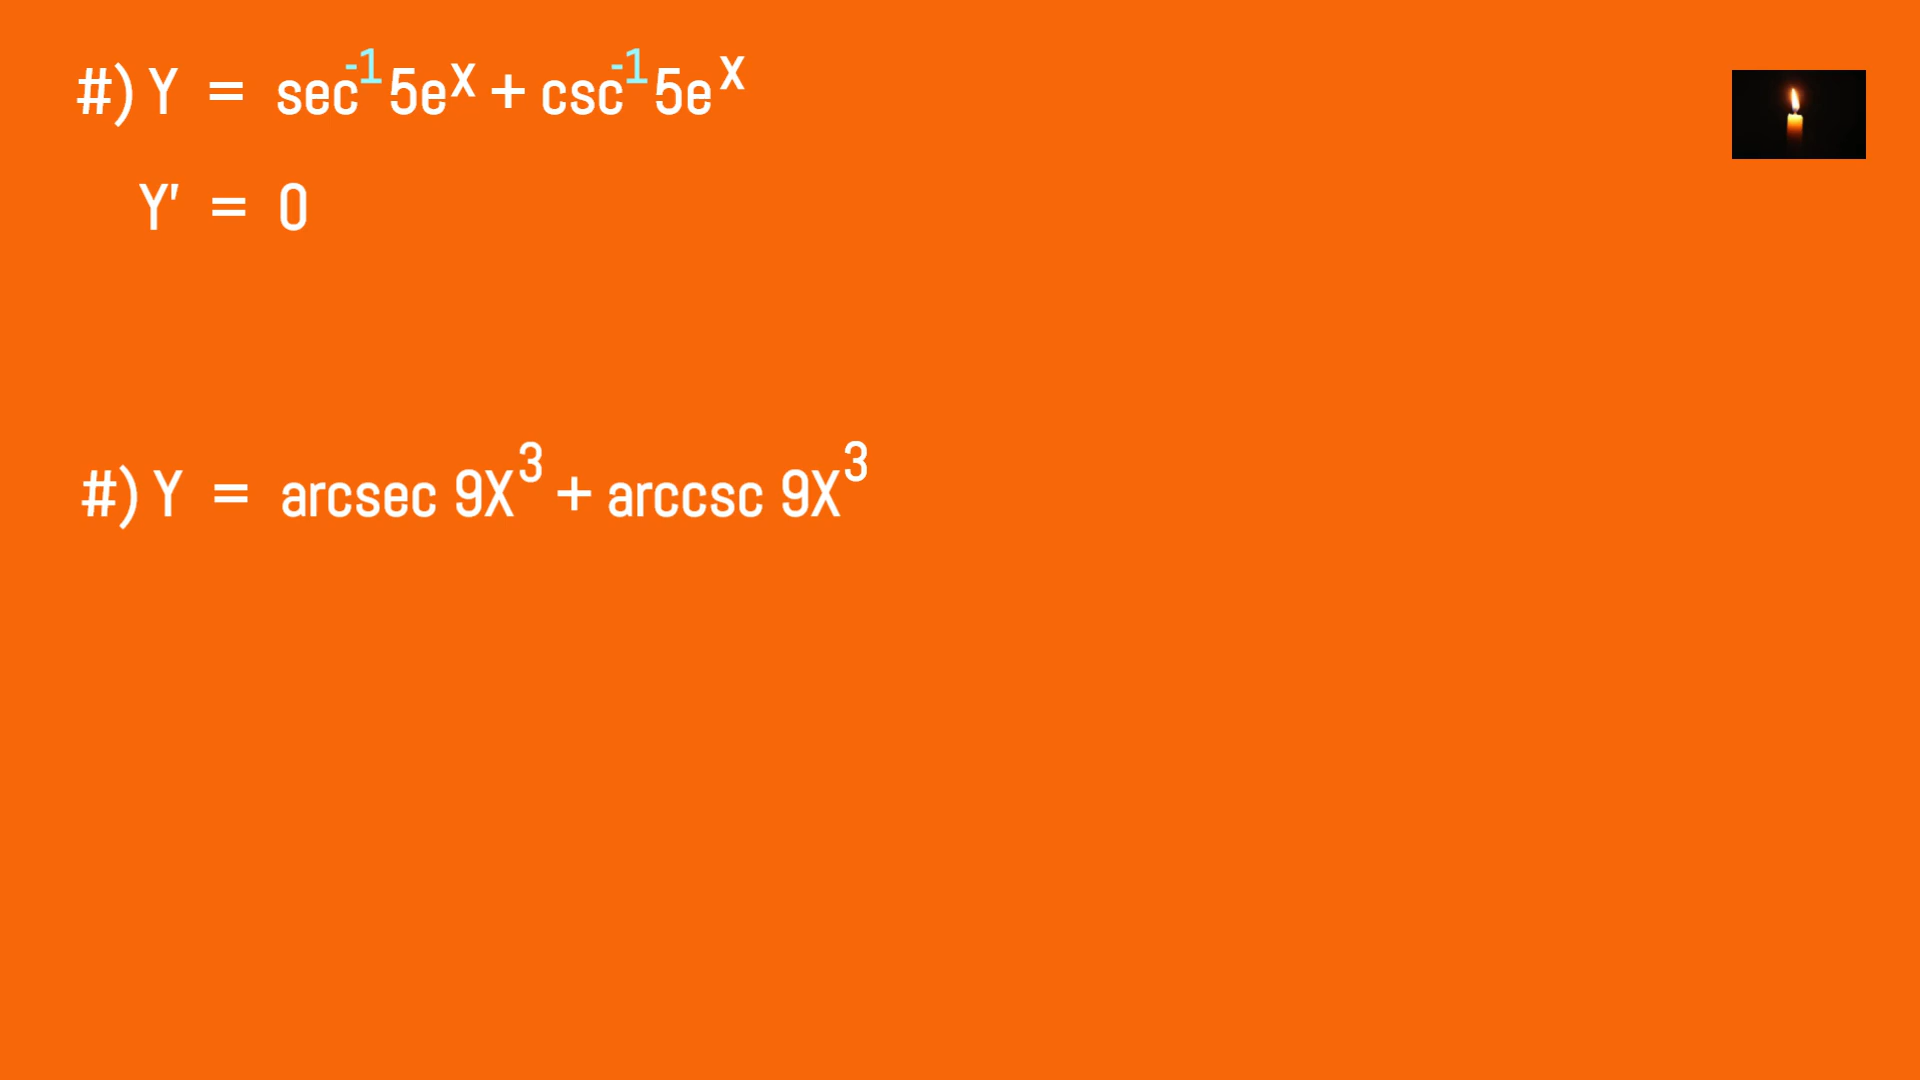 #) Y = sec⁻¹ 5eˣ + csc⁻¹ 5eˣ
Y' = 0
#) Y = arcsec 9X³ + arccsc 9X³